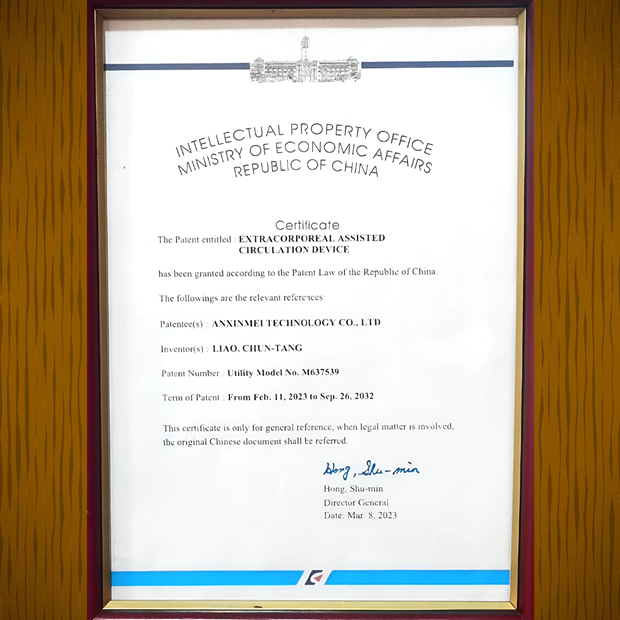 INTELLECTUAL PROPERTY OFFICE
MINISTRY OF ECONOMIC AFFAIRS
REPUBLIC OF CHINA
Certificate
The Patent entitled : EXTRACORPOREAL ASSISTED
CIRCULATION DEVICE
has been granted according to the Patent Law of the Republic of China.
The followings are the relevant references:
Patentee(s) : ANXINMEI TECHNOLOGY CO., LTD
Inventor(s) : LIAO, CHUN-TANG
Patent Number : Utility Model No. M637539
Term of Patent : From Feb. 11, 2023 to Sep. 26, 2032
This certificate is only for general reference, when legal matter is involved,
the original Chinese document shall be referred.
Hong, Shu-min
Hong, Shu-min
Director General
Date: Mar. 8, 2023